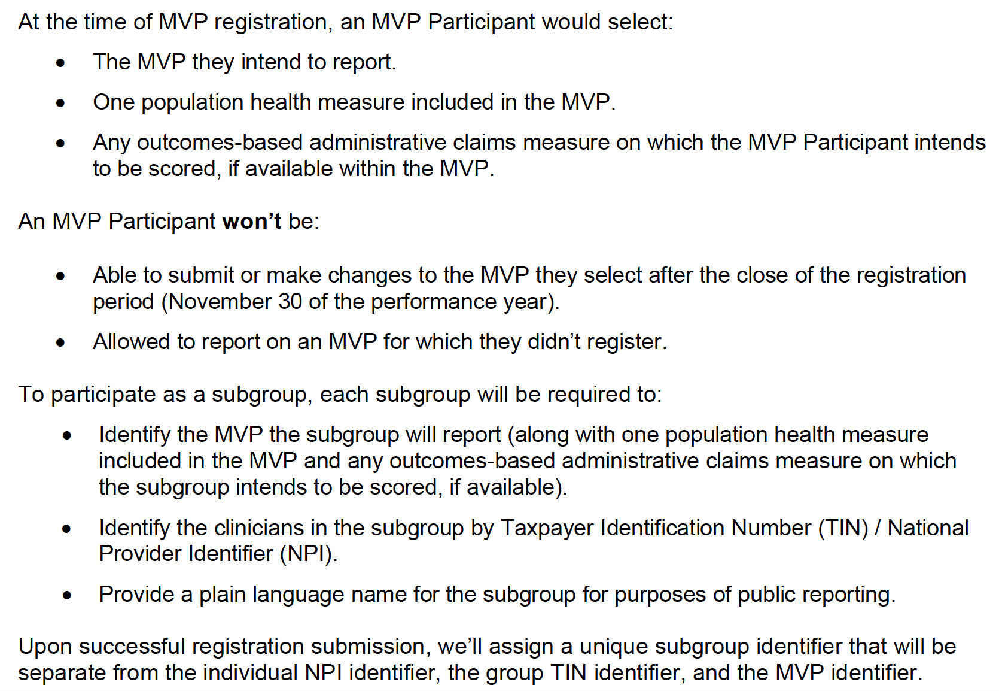 At the time of MVP registration, an MVP Participant would select:
• The MVP they intend to report.
• One population health measure included in the MVP.
• Any outcomes-based administrative claims measure on which the MVP Participant intends
to be scored, if available within the MVP.
An MVP Participant won’t be:
• Able to submit or make changes to the MVP they select after the close of the registration
period (November 30 of the performance year).
• Allowed to report on an MVP for which they didn’t register.
To participate as a subgroup, each subgroup will be required to:
• Identify the MVP the subgroup will report (along with one population health measure
included in the MVP and any outcomes-based administrative claims measure on which
the subgroup intends to be scored, if available).
• Identify the clinicians in the subgroup by Taxpayer Identification Number (TIN) / National
Provider Identifier (NPI).
• Provide a plain language name for the subgroup for purposes of public reporting.
Upon successful registration submission, we’ll assign a unique subgroup identifier that will be
separate from the individual NPI identifier, the group TIN identifier, and the MVP identifier.